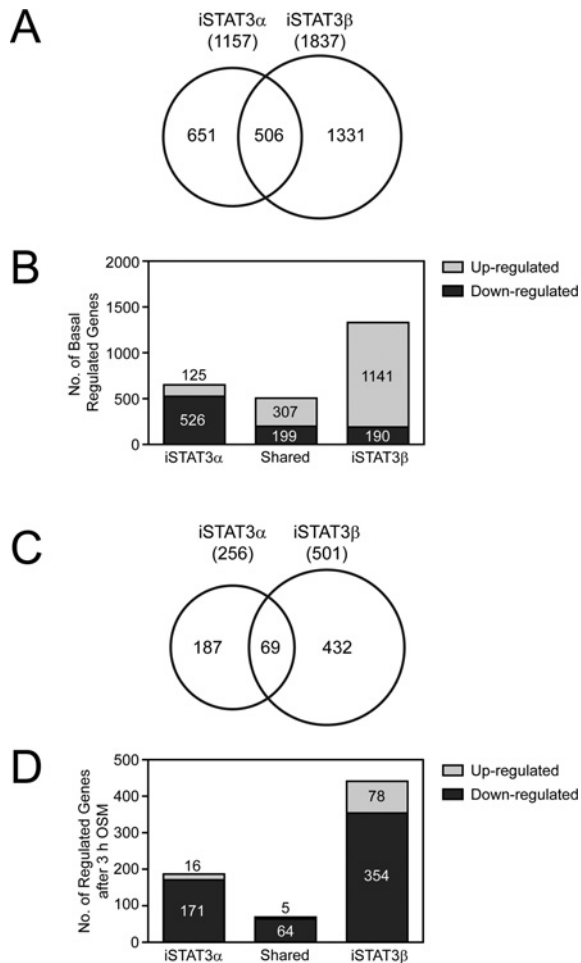 A
iSTAT3α iSTAT3β
(1157) (1837)
651 506 1331
B
No. of Basal
Regulated Genes
2000
1500
1000
500
0
Up-regulated
Down-regulated
125
526
307
199
1141
190
iSTAT3α Shared iSTAT3β
C
iSTAT3α iSTAT3β
(256) (501)
187 69 432
D
No. of Regulated Genes
after 3 h OSM
500
400
300
200
100
0
Up-regulated
Down-regulated
16
171
5
64
78
354
iSTAT3α Shared iSTAT3β